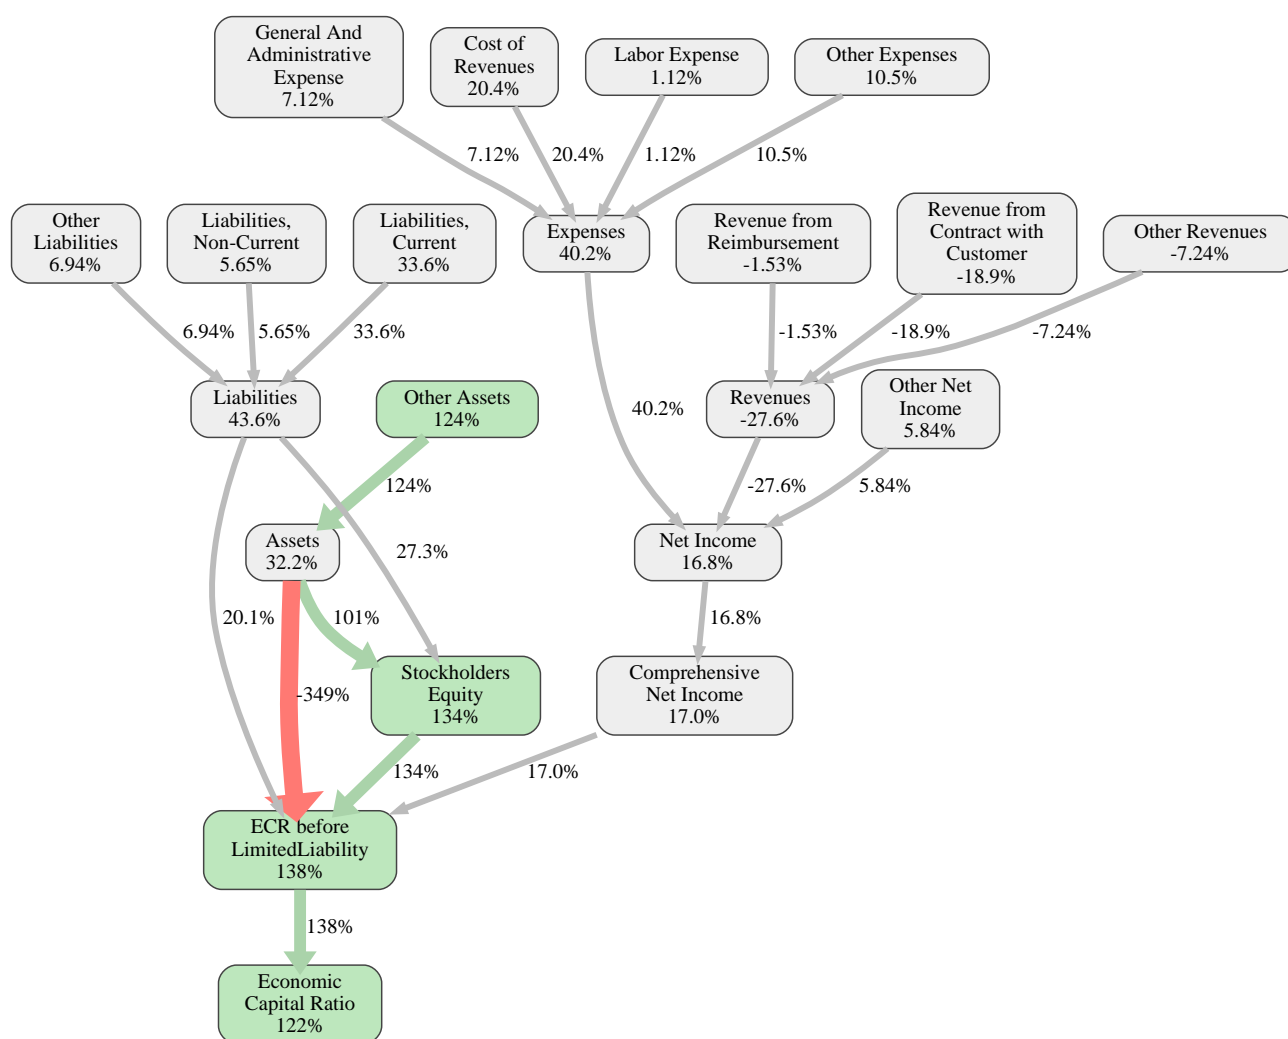 General And
Administrative
Expense
7.12%
Cost of
Revenues
20.4%
Labor Expense
1.12%
Other Expenses
10.5%
7.12%
20.4%
1.12%
10.5%
Other
Liabilities
6.94%
Liabilities,
Non-Current
5.65%
Liabilities,
Current
33.6%
Expenses
40.2%
Revenue from
Reimbursement
-1.53%
Revenue from
Contract with
Customer
-18.9%
Other Revenues
-7.24%
6.94%
5.65%
33.6%
-1.53%
-18.9%
-7.24%
Liabilities
43.6%
Other Assets
124%
40.2%
Revenues
-27.6%
Other Net
Income
5.84%
124%
-27.6%
5.84%
Assets
32.2%
27.3%
Net Income
16.8%
20.1%
101%
16.8%
-349%
Stockholders
Equity
134%
Comprehensive
Net Income
17.0%
134%
17.0%
ECR before
LimitedLiability
138%
138%
Economic
Capital Ratio
122%